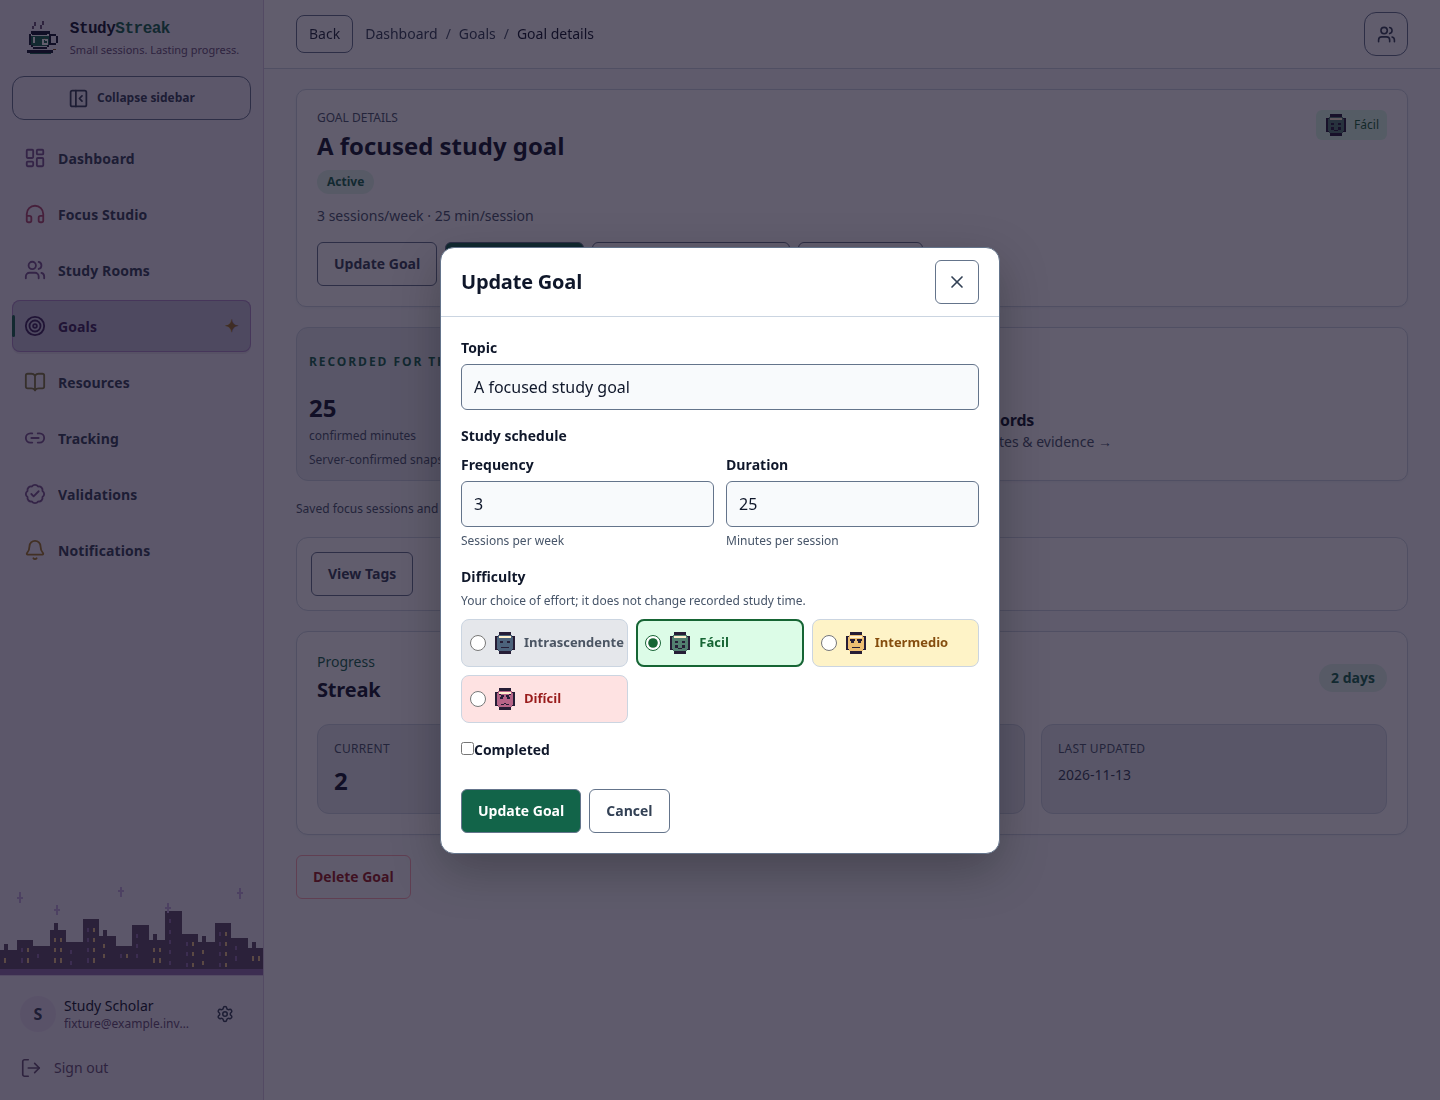 StudyStreak
Small sessions. Lasting progress.
Collapse sidebar
Dashboard
Focus Studio
Study Rooms
Goals
Resources
Tracking
Validations
Notifications
S
Study Scholar
fixture@example.inv...
Sign out
Back
Dashboard / Goals / Goal details
GOAL DETAILS
Fácil
A focused study goal
Active
3 sessions/week · 25 min/session
Update Goal
RECORDED FOR
25
confirmed minutes
Server-confirmed
Saved focus sessions and
View Tags
Progress
Streak
2 days
CURRENT
2
LAST UPDATED
2026-11-13
Delete Goal
Update Goal
Topic
A focused study goal
Study schedule
Frequency
Duration
3
25
Sessions per week
Minutes per session
Difficulty
Your choice of effort; it does not change recorded study time.
Intrascendente
Fácil
Intermedio
Difícil
Completed
Update Goal
Cancel
& evidence →